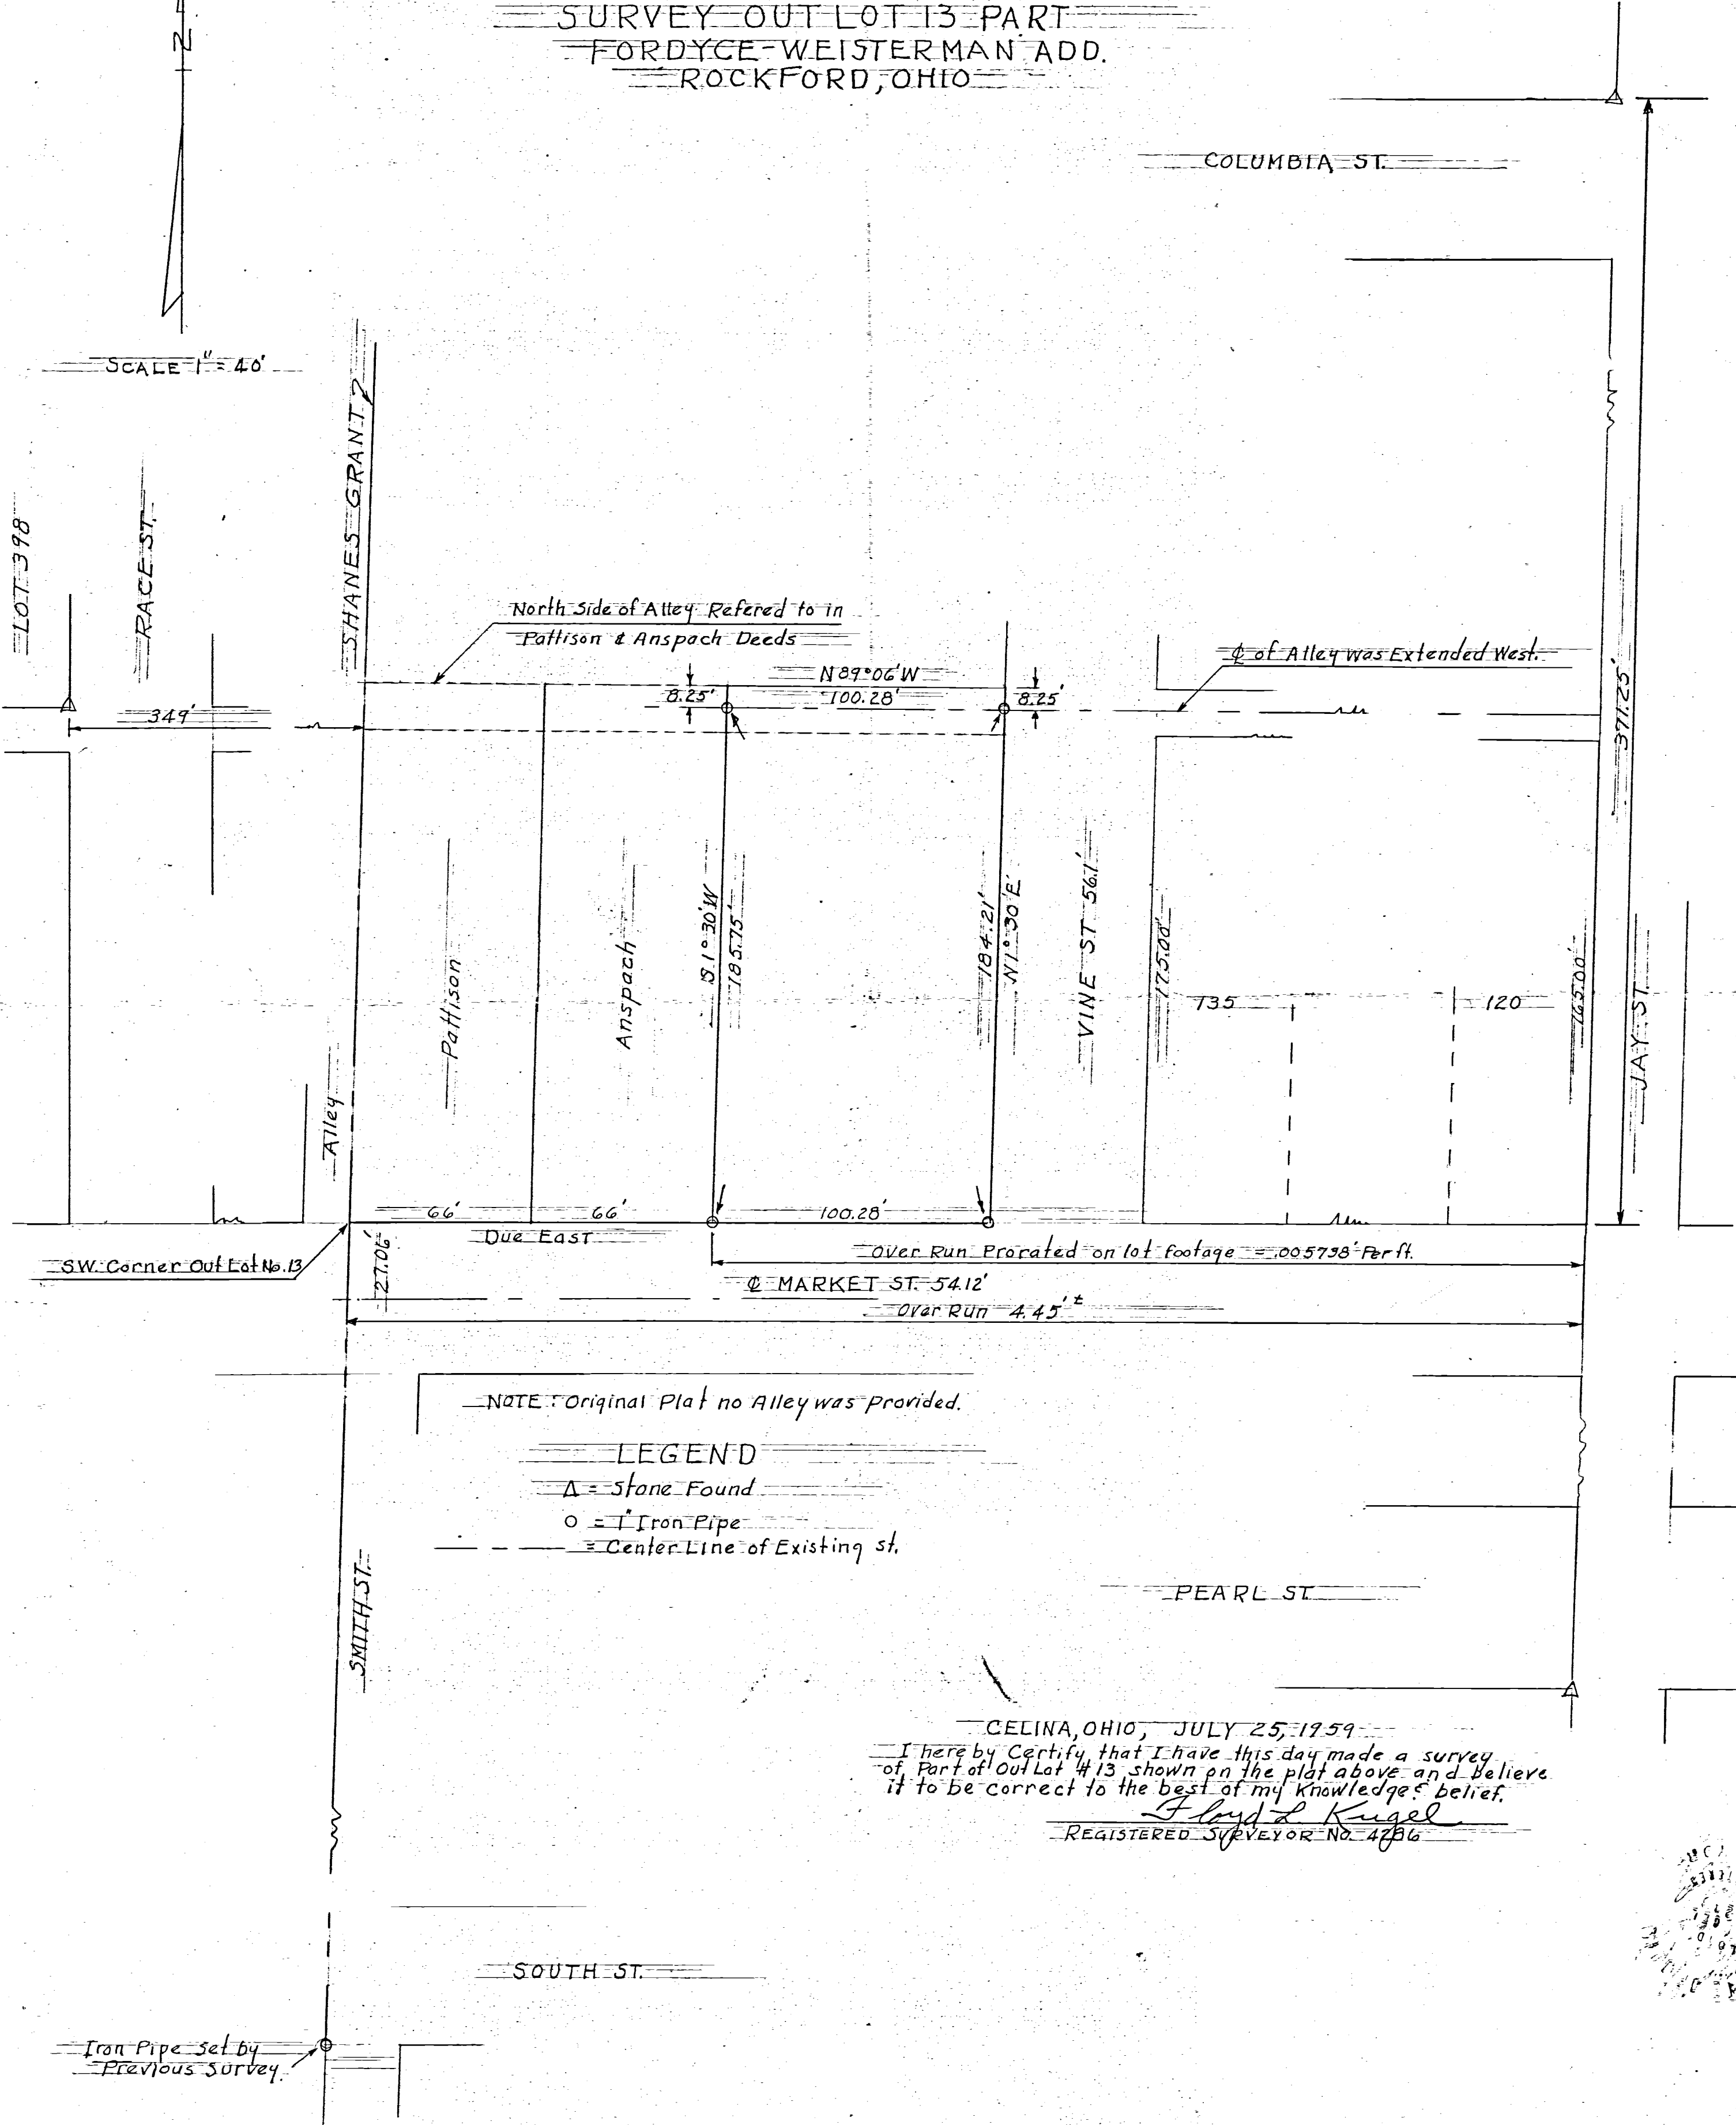 SURVEY OUT LOT 13 PART
FORDYCE-WEISTERMAN ADD.
ROCKFORD, OHIO
N
COLUMBIA ST.
SCALE 1" = 40'
LOT 398
RACE ST.
SHANES GRANT
North Side of Alley Refered to in
Pattison & Anspach Deeds
℄ of Alley was Extended West.
N 89° 06' W
8.25'
100.28'
8.25'
349'
371.25'
Pattison
Anspach
S. 1° 30' W
185.75'
184.21'
N 1° 30' E
VINE ST 56.1'
175.00'
135
120
165.00'
JAY ST.
Alley
66'
66'
100.28'
Due East
S.W. Corner Out Lot No. 13
27.06'
Over Run Prorated on lot footage = .005738' Per ft.
℄ MARKET ST. 54.12'
Over Run 4.45' ±
NOTE: Original Plat no Alley was Provided.
LEGEND
Δ = Stone Found
O = 1" Iron Pipe
— - — = Center Line of Existing st.
SMITH ST.
PEARL ST.
CELINA, OHIO, JULY 25, 1959
I hereby Certify that I have this day made a survey
of Part of Out Lot #13 shown on the plat above and believe
it to be correct to the best of my Knowledge & belief.
Floyd L Kugel
REGISTERED SURVEYOR NO.
SOUTH ST.
Iron Pipe Set by
Previous Survey.